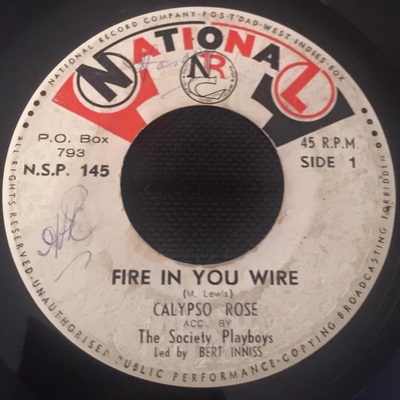 NATIONAL RECORD COMPANY-P-O-S-T'DAD-WEST INDIES-BOX
NATIONAL
NRC
P.O. Box
793
N.S.P. 145
45 R.P.M.
SIDE 1
FIRE IN YOU WIRE
(M. Lewis)
CALYPSO ROSE
ACC. BY
The Society Playboys
Led by BERT INNISS
ALL RIGHTS RESERVED-UNAUTHORISED PUBLIC PERFORMANCE-COPYING FORBIDDEN